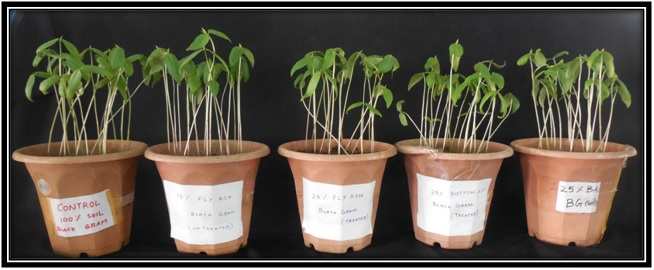 CONTROL
100% SOIL
BLACK GRAM
FLY ASH
BLACK GRAM
(UNTREATED)
25% FLY ASH
BLACK GRAM
(TREATED)
25% BOTTOM ASH
BLACK GRAM
(TREATED)
25% BA
BG